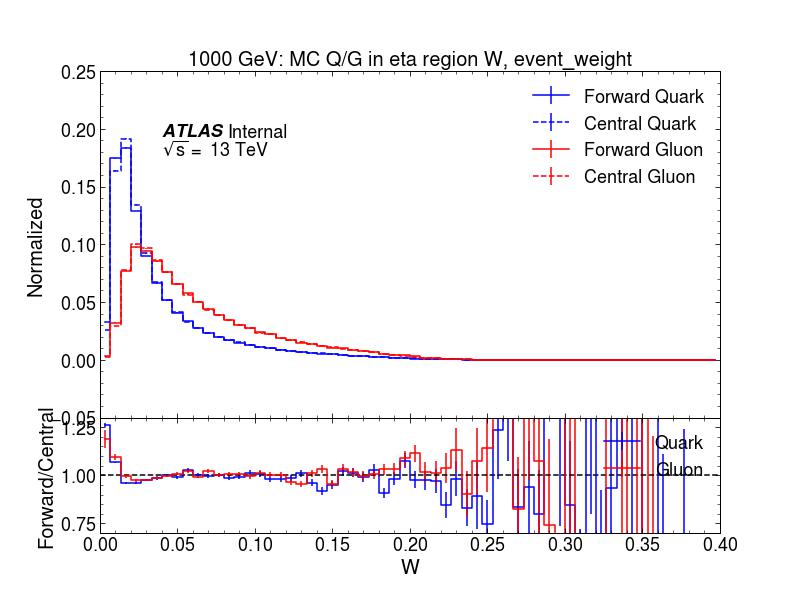 1000 GeV: MC Q/G in eta region W, event_weight
0.25
0.20
0.15
0.10
0.05
0.00
0.05
Normalized
ATLAS Internal
√s = 13 TeV
Forward Quark
Central Quark
Forward Gluon
Central Gluon
1.25
1.00
0.75
Forward/Central
Quark
Gluon
0.00 0.05 0.10 0.15 0.20 0.25 0.30 0.35 0.40
W